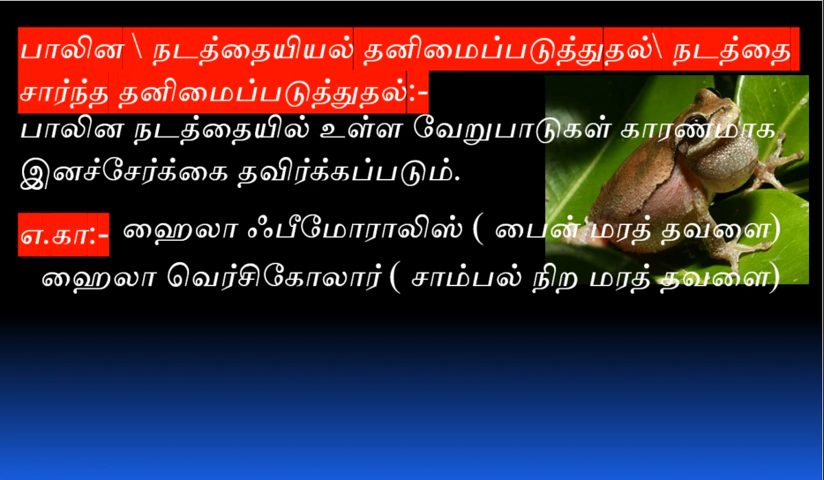 பாலின \ நடத்தையியல் தனிமைப்படுத்துதல்\ நடத்தை
சார்ந்த தனிமைப்படுத்துதல்:-
பாலின நடத்தையில் உள்ள வேறுபாடுகள் காரணமாக
இனச்சேர்க்கை தவிர்க்கப்படும்.
எ.கா:- ஹைலா ஃபீமோராலிஸ் ( பைன் மரத் தவளை)
ஹைலா வெர்சிகோலார் ( சாம்பல் நிற மரத் தவளை)